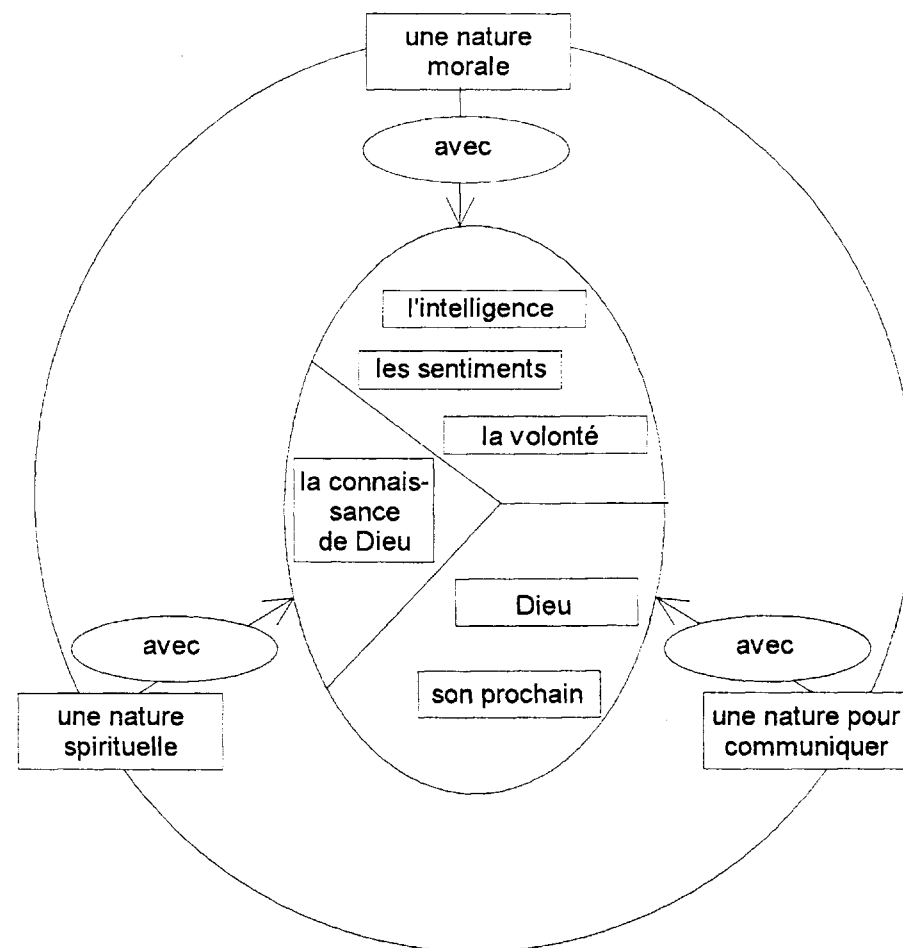 une nature
morale
avec
l'intelligence
les sentiments
la volonté
la connais-
sance
de Dieu
Dieu
son prochain
avec
une nature
spirituelle
avec
une nature pour
communiquer